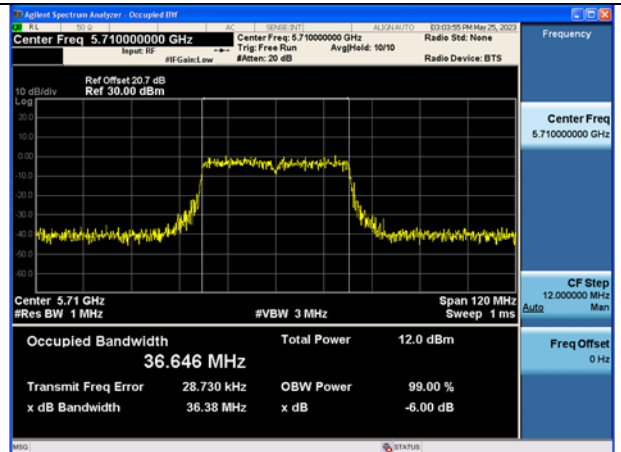 Agilent Spectrum Analyzer - Occupied BW
RL 50 Ω AC SENSE:INT ALIGNAUTO 03:03:55 PM May 25, 2023
Center Freq 5.710000000 GHz Center Freq: 5.710000000 GHz Radio Std: None Frequency
Input: RF Trig: Free Run Avg|Hold: 10/10
#IFGain:Low #Atten: 20 dB Radio Device: BTS
Ref Offset 20.7 dB
10 dB/div Ref 30.00 dBm
Log
20.0
10.0
0.00
-10.0
-20.0
-30.0
-40.0
-50.0
-60.0
Center Freq
5.710000000 GHz
Center 5.71 GHz Span 120 MHz
#Res BW 1 MHz #VBW 3 MHz Sweep 1 ms
CF Step
12.000000 MHz
Auto Man
Occupied Bandwidth Total Power 12.0 dBm
36.646 MHz
Transmit Freq Error 28.730 kHz OBW Power 99.00 %
x dB Bandwidth 36.38 MHz x dB -6.00 dB
Freq Offset
0 Hz
MSG STATUS